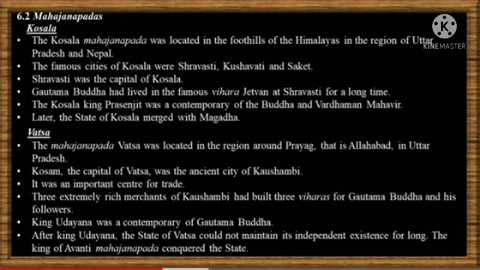 6.2 Mahajanapadas
Kosala
• The Kosala mahajanapada was located in the foothills of the Himalayas in the region of Uttar
Pradesh and Nepal.
• The famous cities of Kosala were Shravasti, Kushavati and Saket.
• Shravasti was the capital of Kosala.
• Gautama Buddha had lived in the famous vihara Jetvan at Shravasti for a long time.
• The Kosala king Prasenjit was a contemporary of the Buddha and Vardhaman Mahavir.
• Later, the State of Kosala merged with Magadha.
Vatsa
• The mahajanapada Vatsa was located in the region around Prayag, that is Allahabad, in Uttar
Pradesh.
• Kosam, the capital of Vatsa, was the ancient city of Kaushambi.
• It was an important centre for trade.
• Three extremely rich merchants of Kaushambi had built three viharas for Gautama Buddha and his
followers.
• King Udayana was a contemporary of Gautama Buddha.
• After king Udayana, the State of Vatsa could not maintain its independent existence for long. The
king of Avanti mahajanapada conquered the State.
K
KINEMASTER